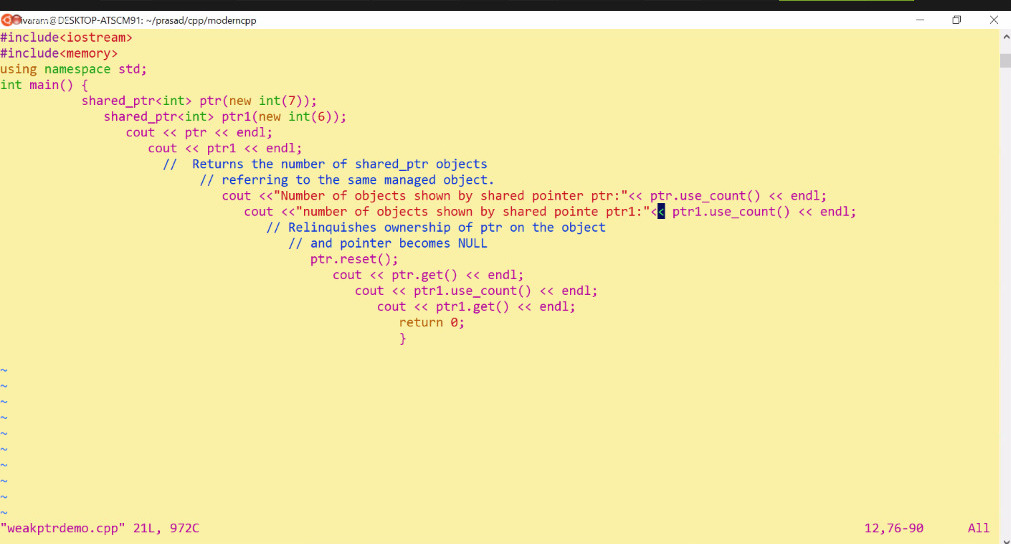 ivaram@DESKTOP-ATSCM91: ~/prasad/cpp/moderncpp
#include<iostream>
#include<memory>
using namespace std;
int main() {
shared_ptr<int> ptr(new int(7));
shared_ptr<int> ptr1(new int(6));
cout << ptr << endl;
cout << ptr1 << endl;
//  Returns the number of shared_ptr objects
// referring to the same managed object.
cout <<"Number of objects shown by shared pointer ptr:"<< ptr.use_count() << endl;
cout <<"number of objects shown by shared pointe ptr1:"<< ptr1.use_count() << endl;
// Relinquishes ownership of ptr on the object
// and pointer becomes NULL
ptr.reset();
cout << ptr.get() << endl;
cout << ptr1.use_count() << endl;
cout << ptr1.get() << endl;
return 0;
}
~
~
~
~
~
~
~
~
~
~
"weakptrdemo.cpp" 21L, 972C 12,76-90 All